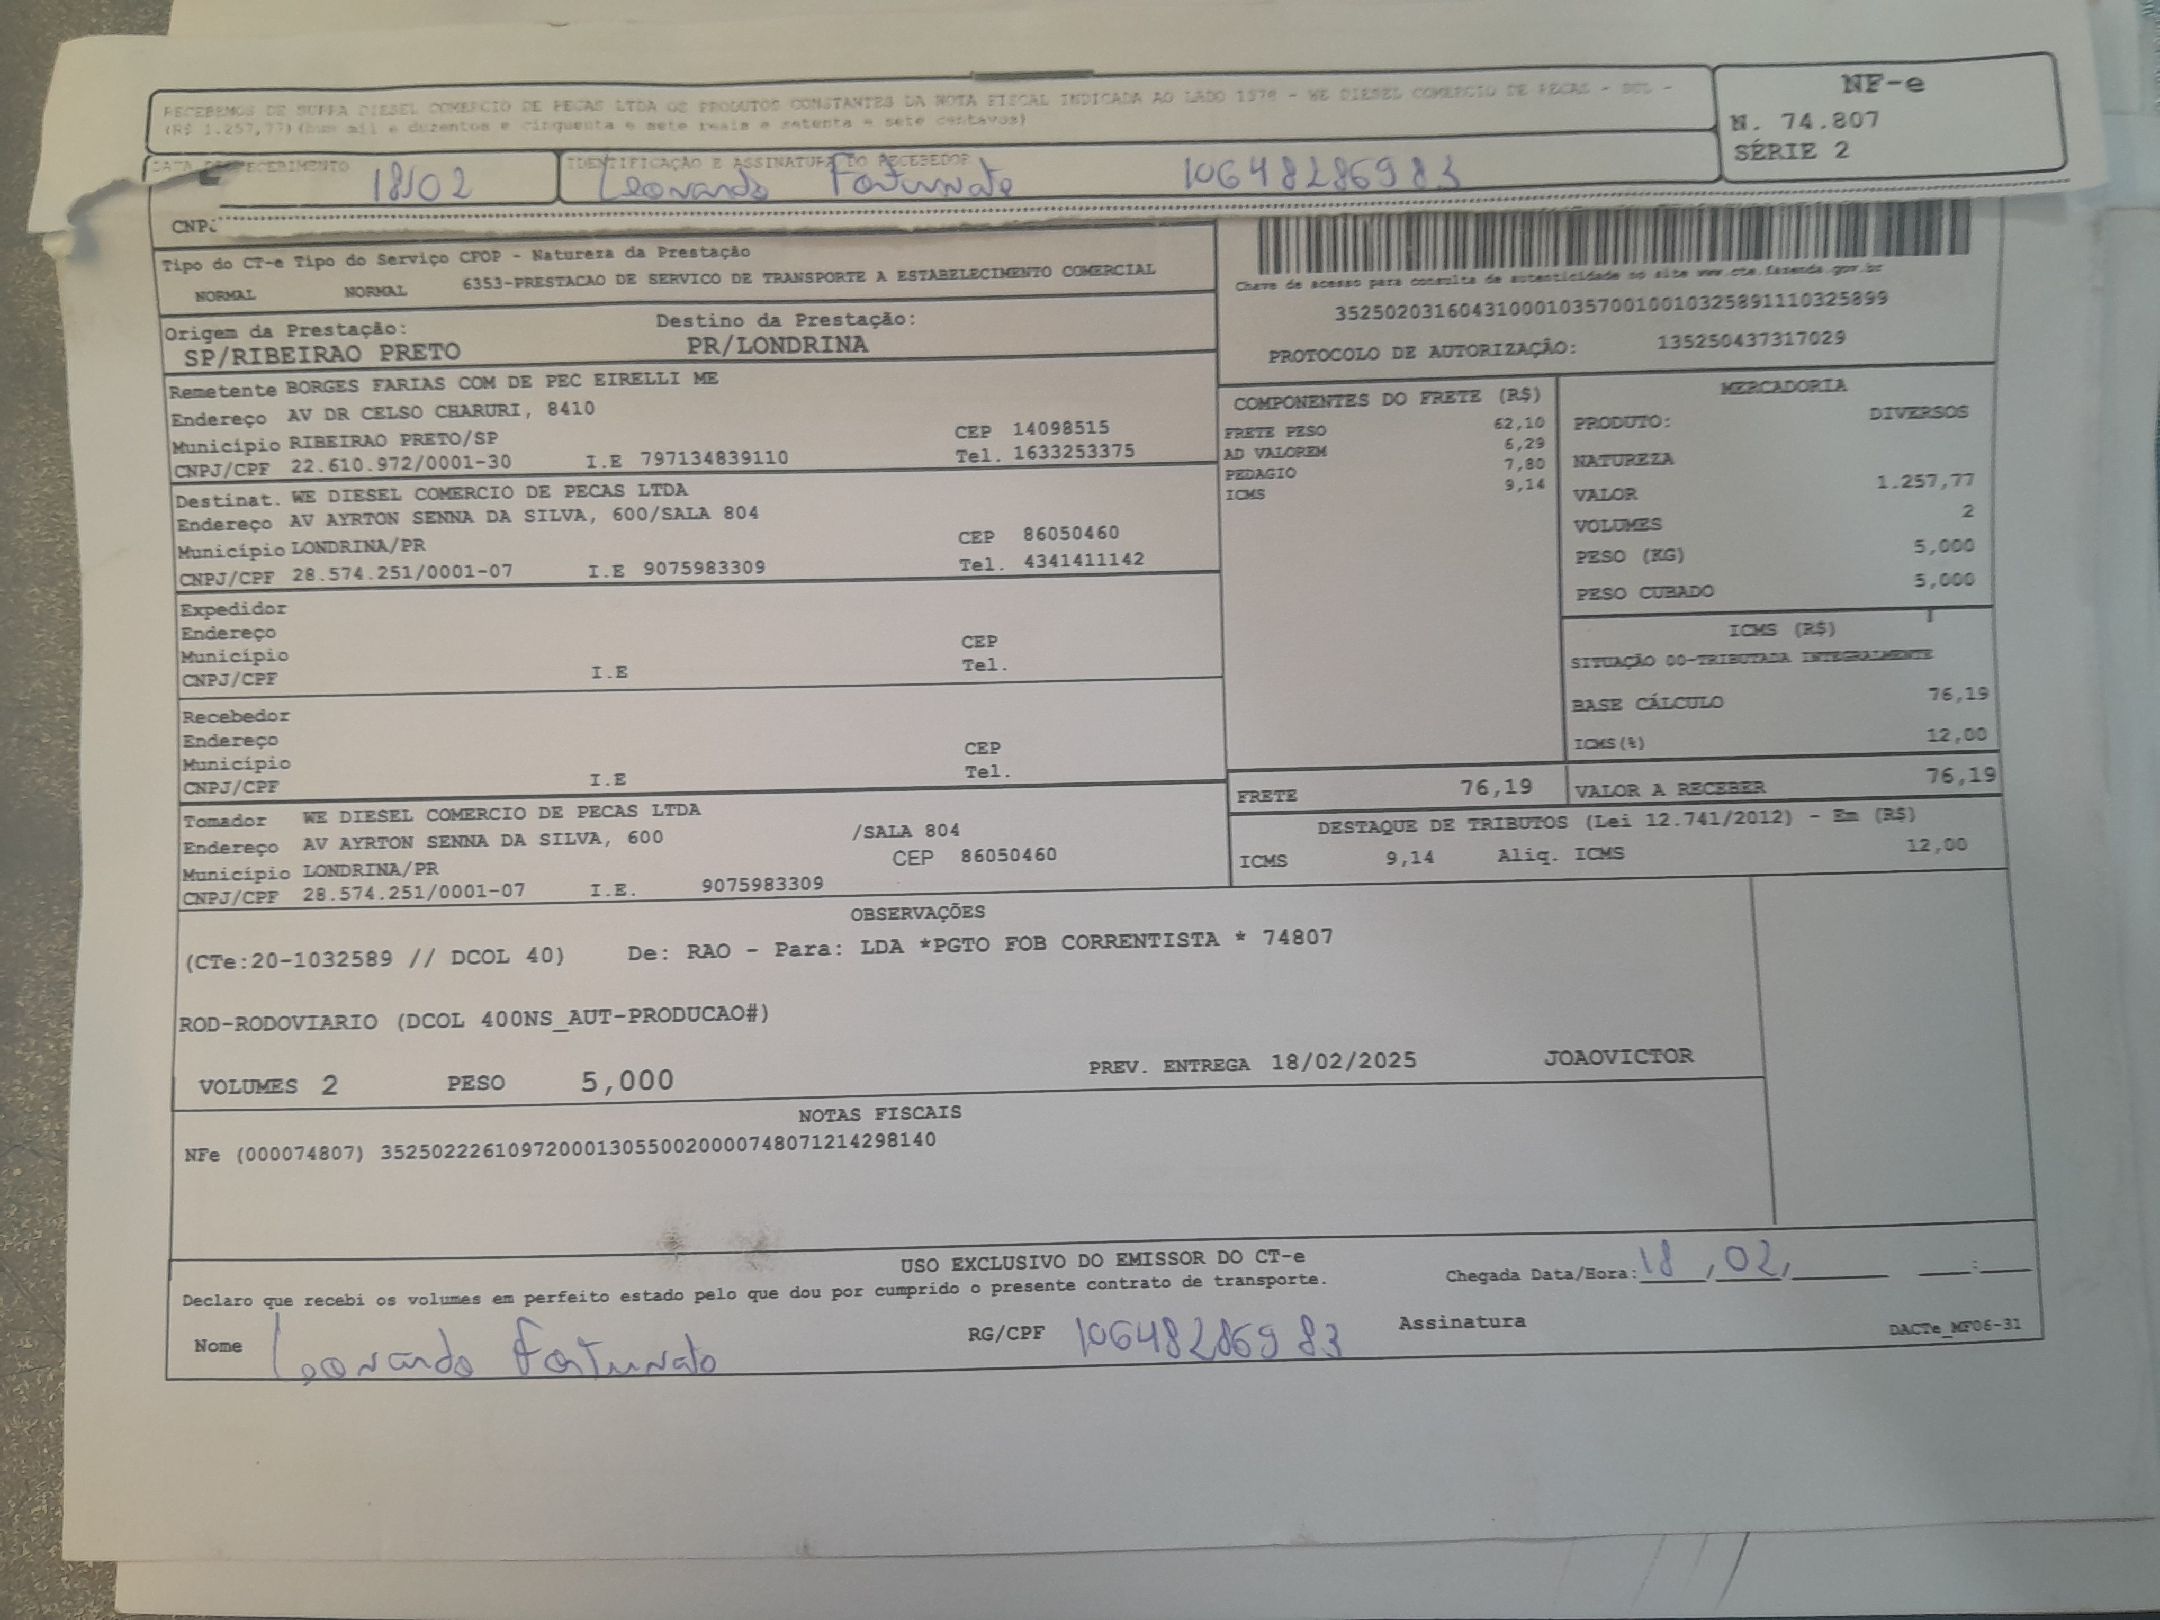 RECEBEMOS DE SUPRA DIESEL COMERCIO DE PECAS LTDA OS PRODUTOS CONSTANTES DA NOTA FISCAL INDICADA AO LADO 1376 - WE DIESEL COMERCIO DE PECAS - SUL -
(R$ 1.257,77)(hum mil e duzentos e cinquenta e sete reais e setenta e sete centavos)
NF-e
N. 74.807
SÉRIE 2
RECEBIMENTO
IDENTIFICAÇÃO E ASSINATURA DO RECEBEDOR
18/02 Leonardo Fortunato 10648286983
Tipo do CT-e Tipo do Serviço CFOP - Natureza da Prestação
NORMAL NORMAL 6353-PRESTACAO DE SERVICO DE TRANSPORTE A ESTABELECIMENTO COMERCIAL
Chave de acesso para consulta de autenticidade no site www.cte.fazenda.gov.br
35250203160431000103570010010325891110325899
PROTOCOLO DE AUTORIZAÇÃO: 135250437317029
Origem da Prestação: Destino da Prestação:
SP/RIBEIRAO PRETO PR/LONDRINA
Remetente BORGES FARIAS COM DE PEC EIRELLI ME
Endereço AV DR CELSO CHARURI, 8410
Município RIBEIRAO PRETO/SP CEP 14098515
CNPJ/CPF 22.610.972/0001-30 I.E 797134839110 Tel. 1633253375
Destinat. WE DIESEL COMERCIO DE PECAS LTDA
Endereço AV AYRTON SENNA DA SILVA, 600/SALA 804
Município LONDRINA/PR CEP 86050460
CNPJ/CPF 28.574.251/0001-07 I.E 9075983309 Tel. 4341411142
Expedidor
Endereço
Município CEP
CNPJ/CPF I.E Tel.
Recebedor
Endereço
Município CEP
CNPJ/CPF I.E Tel.
Tomador WE DIESEL COMERCIO DE PECAS LTDA
Endereço AV AYRTON SENNA DA SILVA, 600 /SALA 804
Município LONDRINA/PR CEP 86050460
CNPJ/CPF 28.574.251/0001-07 I.E. 9075983309
COMPONENTES DO FRETE (R$)
FRETE PESO 62,10
AD VALOREM 6,29
PEDAGIO 7,80
ICMS 9,14
MERCADORIA
PRODUTO: DIVERSOS
NATUREZA
VALOR 1.257,77
VOLUMES 2
PESO (KG) 5,000
PESO CUBADO 5,000
ICMS (R$)
SITUAÇÃO 00-TRIBUTADA INTEGRALMENTE
BASE CÁLCULO 76,19
ICMS(%) 12,00
FRETE 76,19 VALOR A RECEBER 76,19
DESTAQUE DE TRIBUTOS (Lei 12.741/2012) - Em (R$)
ICMS 9,14 Aliq. ICMS 12,00
OBSERVAÇÕES
(CTe:20-1032589 // DCOL 40) De: RAO - Para: LDA *PGTO FOB CORRENTISTA * 74807
ROD-RODOVIARIO (DCOL 400NS_AUT-PRODUCAO#)
VOLUMES 2 PESO 5,000 PREV. ENTREGA 18/02/2025 JOAOVICTOR
NOTAS FISCAIS
NFe (000074807) 35250222610972000130550020000748071214298140
USO EXCLUSIVO DO EMISSOR DO CT-e
Declaro que recebi os volumes em perfeito estado pelo que dou por cumprido o presente contrato de transporte. Chegada Data/Hora: 18,02,
Nome Leonardo Fortunato RG/CPF 10648286983 Assinatura
DACTe_MF06-31